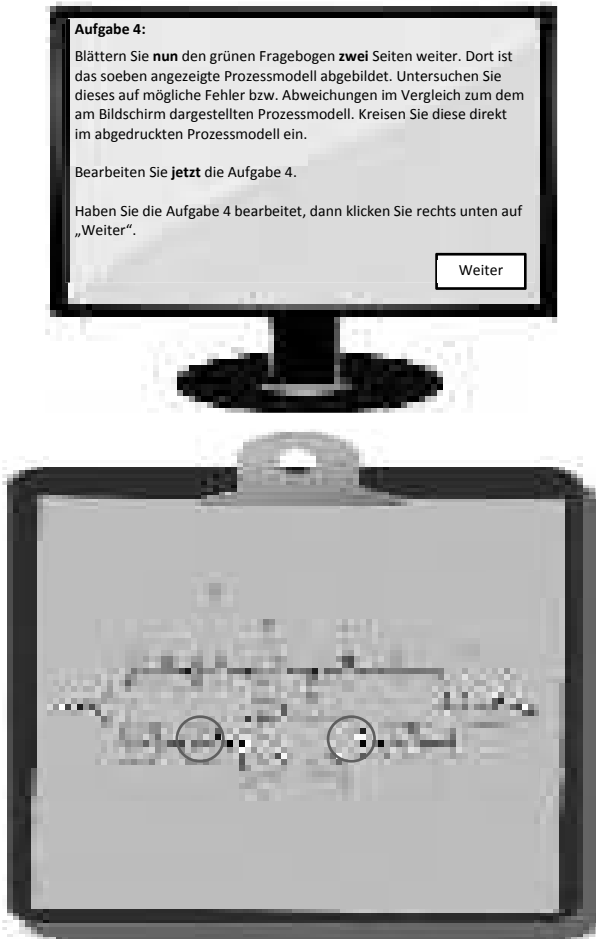 Aufgabe 4:
Blättern Sie nun den grünen Fragebogen zwei Seiten weiter. Dort ist
das soeben angezeigte Prozessmodell abgebildet. Untersuchen Sie
dieses auf mögliche Fehler bzw. Abweichungen im Vergleich zum dem
am Bildschirm dargestellten Prozessmodell. Kreisen Sie diese direkt
im abgedruckten Prozessmodell ein.
Bearbeiten Sie jetzt die Aufgabe 4.
Haben Sie die Aufgabe 4 bearbeitet, dann klicken Sie rechts unten auf
„Weiter“.
Weiter